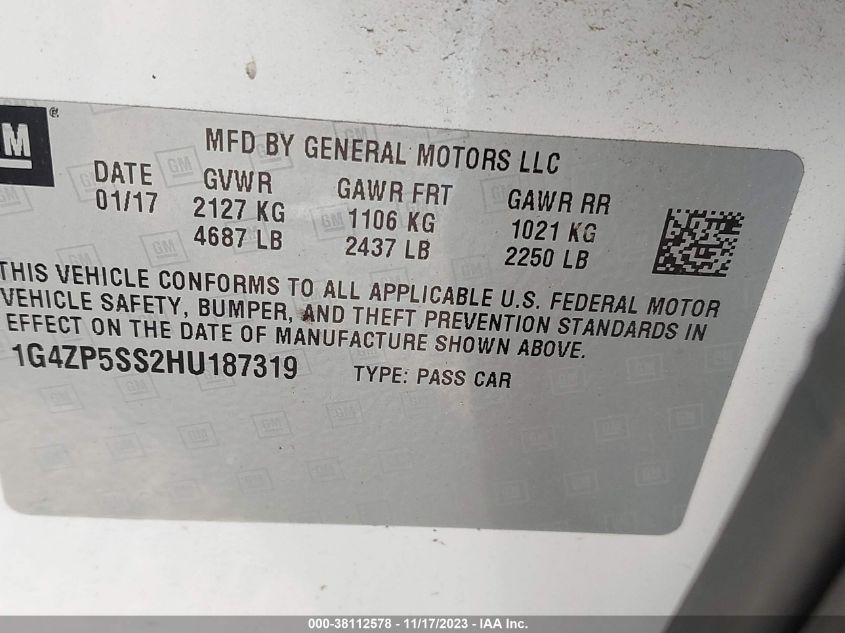 GM ®
MFD BY GENERAL MOTORS LLC
DATE GVWR GAWR FRT GAWR RR
01/17 2127 KG 1106 KG 1021 KG
4687 LB 2437 LB 2250 LB
THIS VEHICLE CONFORMS TO ALL APPLICABLE U.S. FEDERAL MOTOR
VEHICLE SAFETY, BUMPER, AND THEFT PREVENTION STANDARDS IN
EFFECT ON THE DATE OF MANUFACTURE SHOWN ABOVE.
1G4ZP5SS2HU187319 TYPE: PASS CAR
000-38112578 - 11/17/2023 - IAA Inc.